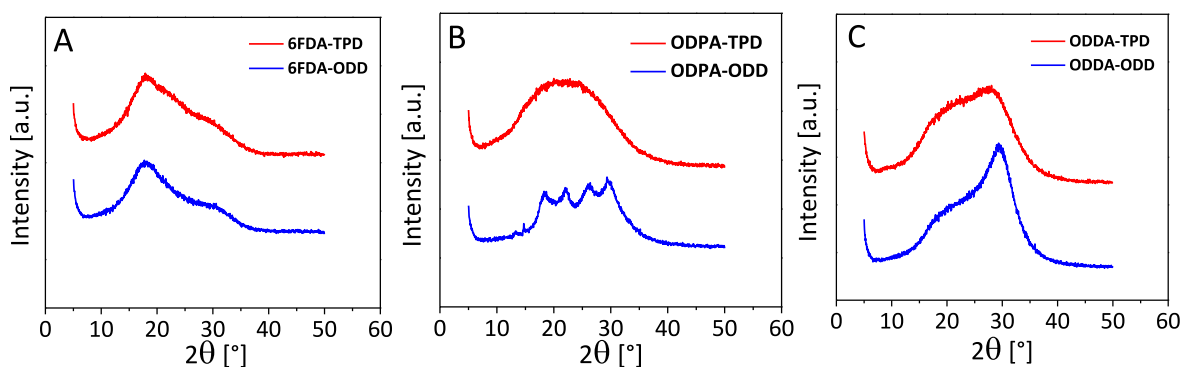 A
6FDA-TPD
6FDA-ODD
Intensity [a.u.]
0 10 20 30 40 50 60
2θ [°]
B
ODPA-TPD
ODPA-ODD
Intensity [a.u.]
0 10 20 30 40 50 60
2θ [°]
C
ODDA-TPD
ODDA-ODD
Intensity [a.u.]
0 10 20 30 40 50 60
2θ [°]